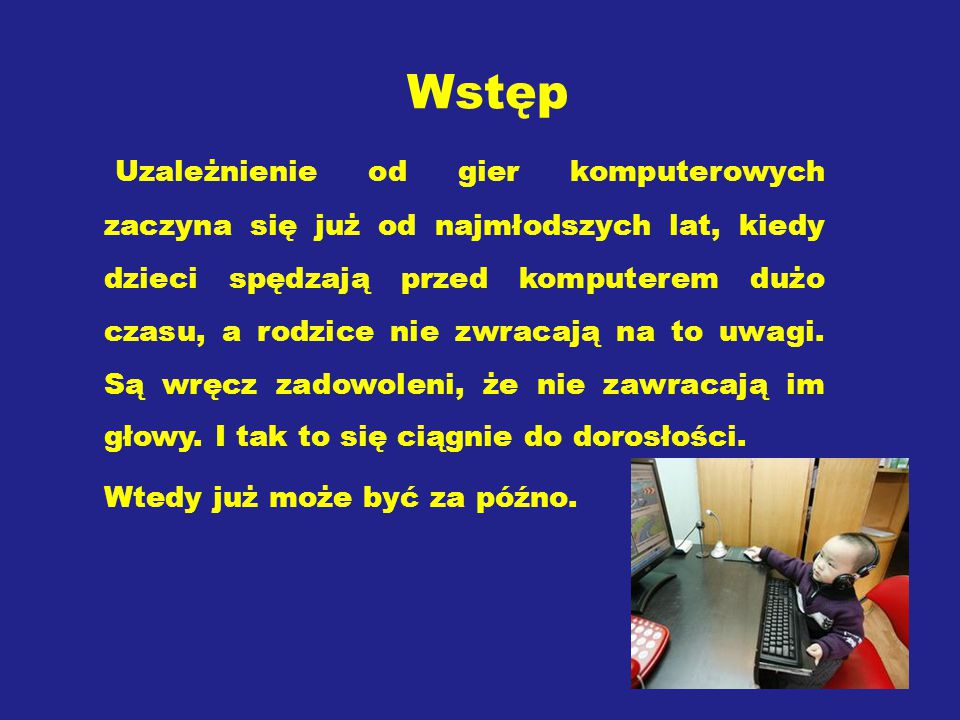 Wstęp
Uzależnienie od gier komputerowych
zaczyna się już od najmłodszych lat, kiedy
dzieci spędzają przed komputerem dużo
czasu, a rodzice nie zwracają na to uwagi.
Są wręcz zadowoleni, że nie zawracają im
głowy. I tak to się ciągnie do dorosłości.
Wtedy już może być za późno.